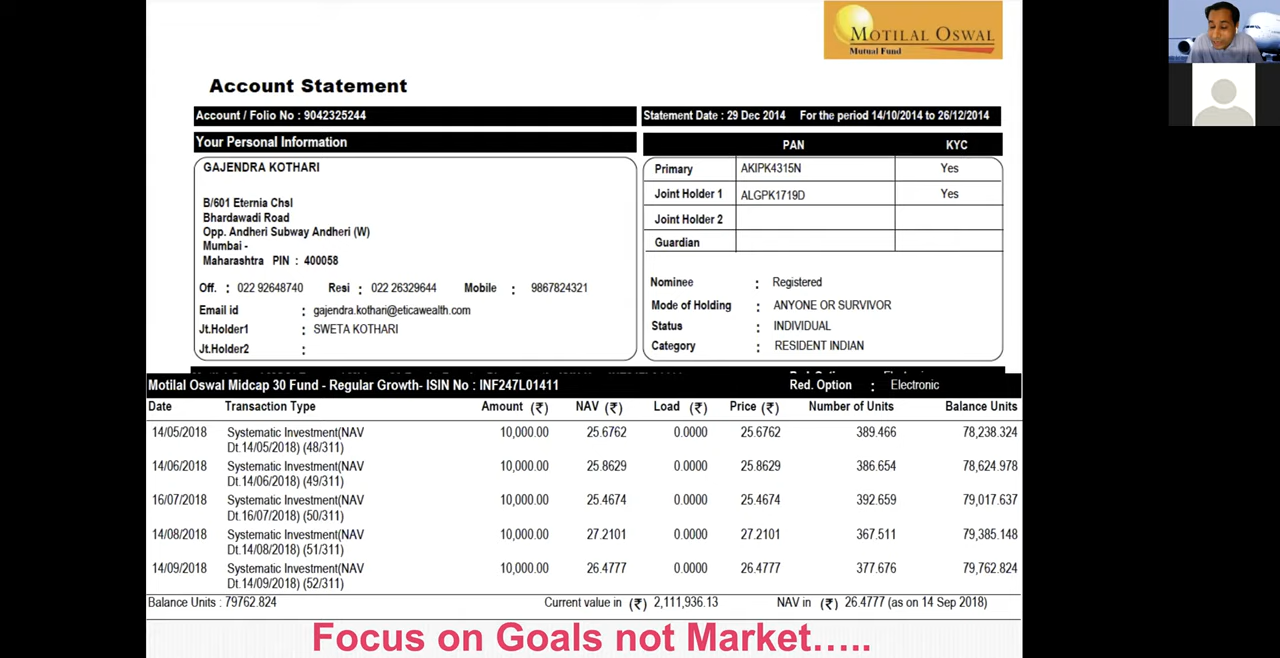 MOTILAL OSWAL
Mutual Fund
Account Statement
Account / Folio No : 9042325244
Statement Date : 29 Dec 2014 For the period 14/10/2014 to 26/12/2014
Your Personal Information
PAN KYC
GAJENDRA KOTHARI
B/601 Eternia Chsl
Bhardawadi Road
Opp. Andheri Subway Andheri (W)
Mumbai -
Maharashtra PIN : 400058
Off. : 022 92648740 Resi : 022 26329644 Mobile : 9867824321
Email id : gajendra.kothari@eticawealth.com
Jt.Holder1 : SWETA KOTHARI
Jt.Holder2 :
Primary AKIPK4315N Yes
Joint Holder 1 ALGPK1719D Yes
Joint Holder 2
Guardian
Nominee : Registered
Mode of Holding : ANYONE OR SURVIVOR
Status : INDIVIDUAL
Category : RESIDENT INDIAN
Motilal Oswal Midcap 30 Fund - Regular Growth- ISIN No : INF247L01411 Red. Option : Electronic
Date Transaction Type Amount (₹) NAV (₹) Load (₹) Price (₹) Number of Units Balance Units
14/05/2018 Systematic Investment(NAV 10,000.00 25.6762 0.0000 25.6762 389.466 78,238.324
Dt.14/05/2018) (48/311)
14/06/2018 Systematic Investment(NAV 10,000.00 25.8629 0.0000 25.8629 386.654 78,624.978
Dt.14/06/2018) (49/311)
16/07/2018 Systematic Investment(NAV 10,000.00 25.4674 0.0000 25.4674 392.659 79,017.637
Dt.16/07/2018) (50/311)
14/08/2018 Systematic Investment(NAV 10,000.00 27.2101 0.0000 27.2101 367.511 79,385.148
Dt.14/08/2018) (51/311)
14/09/2018 Systematic Investment(NAV 10,000.00 26.4777 0.0000 26.4777 377.676 79,762.824
Dt.14/09/2018) (52/311)
Balance Units : 79762.824 Current value in (₹) 2,111,936.13 NAV in (₹) 26.4777 (as on 14 Sep 2018)
Focus on Goals not Market.....